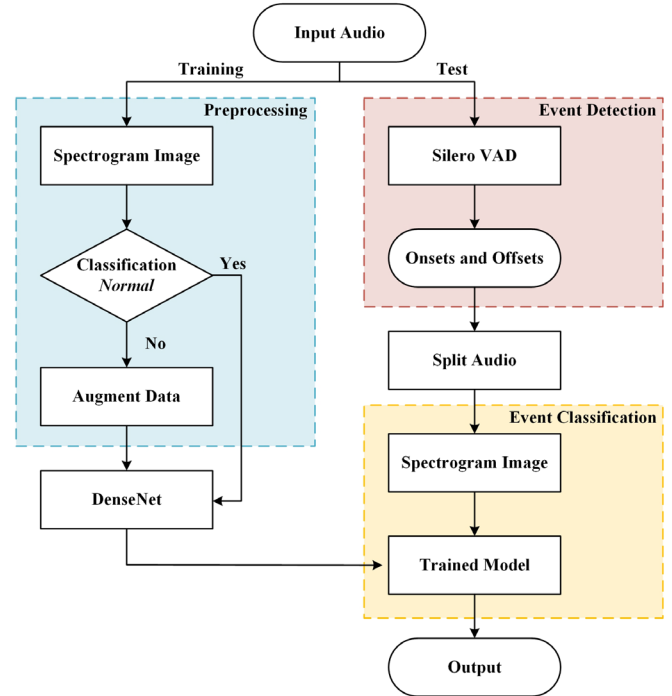 Input Audio
Training
Test
Preprocessing
Event Detection
Spectrogram Image
Silero VAD
Classification
Normal
Yes
Onsets and Offsets
No
Split Audio
Augment Data
Event Classification
Spectrogram Image
DenseNet
Trained Model
Output